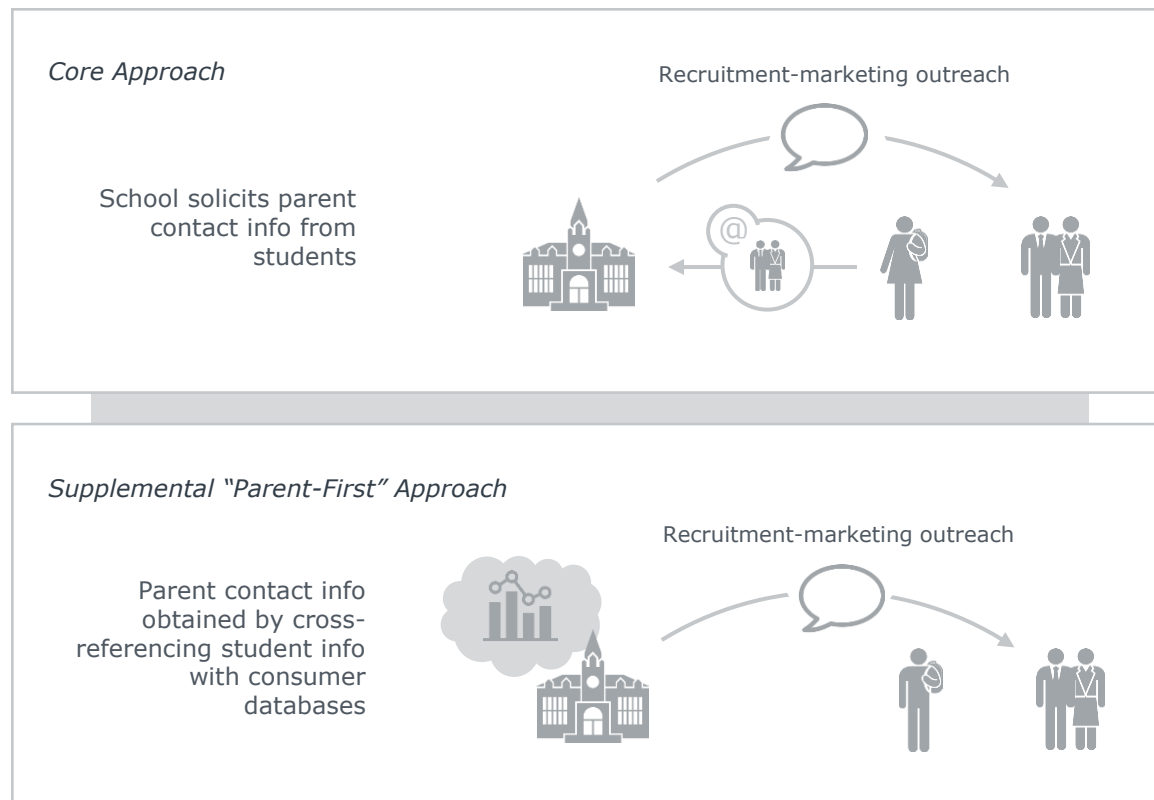 Core Approach
Recruitment-marketing outreach
School solicits parent
contact info from
students
@
Supplemental “Parent-First” Approach
Recruitment-marketing outreach
Parent contact info
obtained by cross-
referencing student info
with consumer
databases